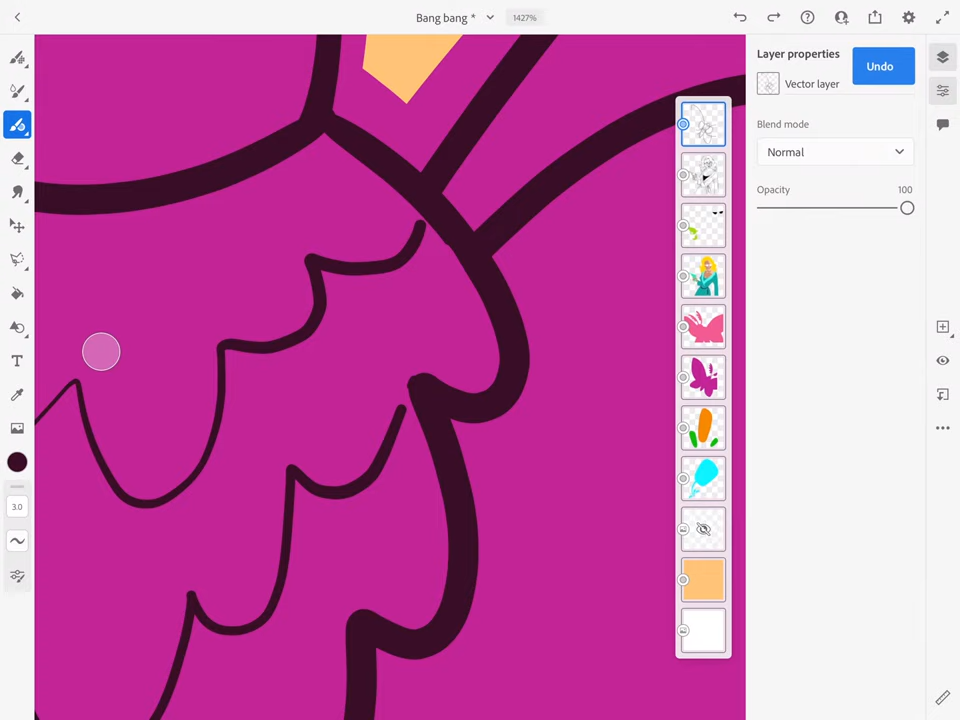 Bang bang *
1427%
Layer properties
Undo
Vector layer
Blend mode
Normal
Opacity
100
T
3.0